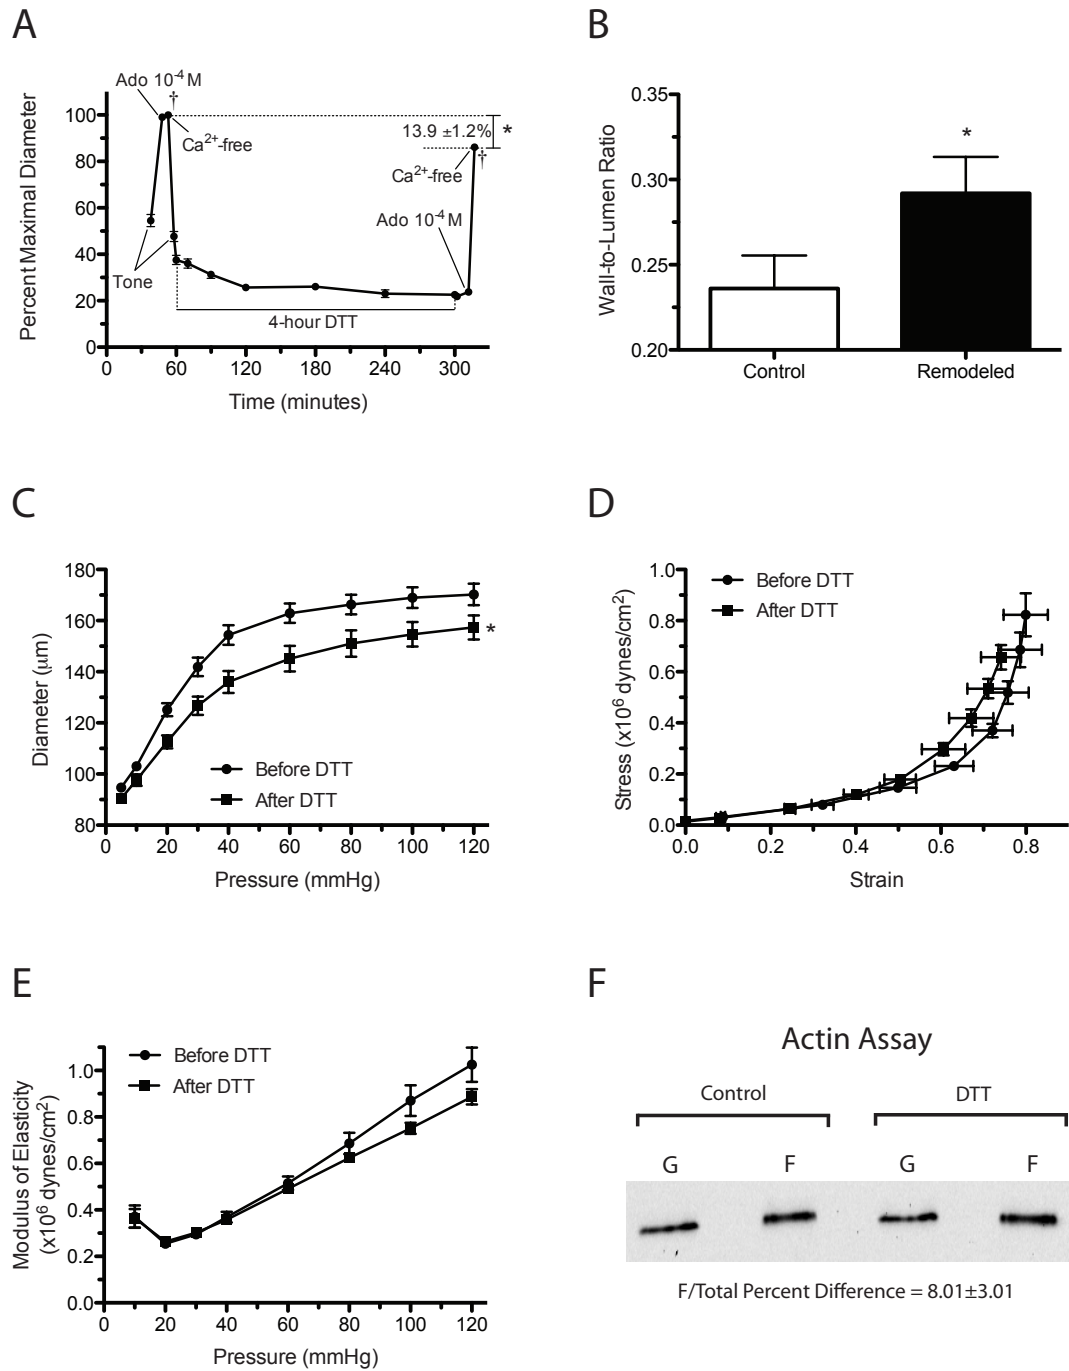 A
Percent Maximal Diameter
100
80
60
40
20
0
Ado 10⁻⁴ M
†
Ca²⁺-free
Tone
4-hour DTT
13.9 ±1.2%
*
Ca²⁺-free
†
Ado 10⁻⁴ M
0 60 120 180 240 300
Time (minutes)
B
Wall-to-Lumen Ratio
0.35
0.30
0.25
0.20
*
Control Remodeled
C
Diameter (µm)
180
160
140
120
100
80
*
Before DTT
After DTT
0 20 40 60 80 100 120
Pressure (mmHg)
D
Stress (x10⁶ dynes/cm²)
1.0
0.8
0.6
0.4
0.2
0.0
Before DTT
After DTT
0.0 0.2 0.4 0.6 0.8
Strain
E
Modulus of Elasticity
(x10⁶ dynes/cm²)
1.0
0.8
0.6
0.4
0.2
0.0
Before DTT
After DTT
0 20 40 60 80 100 120
Pressure (mmHg)
F
Actin Assay
Control DTT
G F G F
F/Total Percent Difference = 8.01±3.01